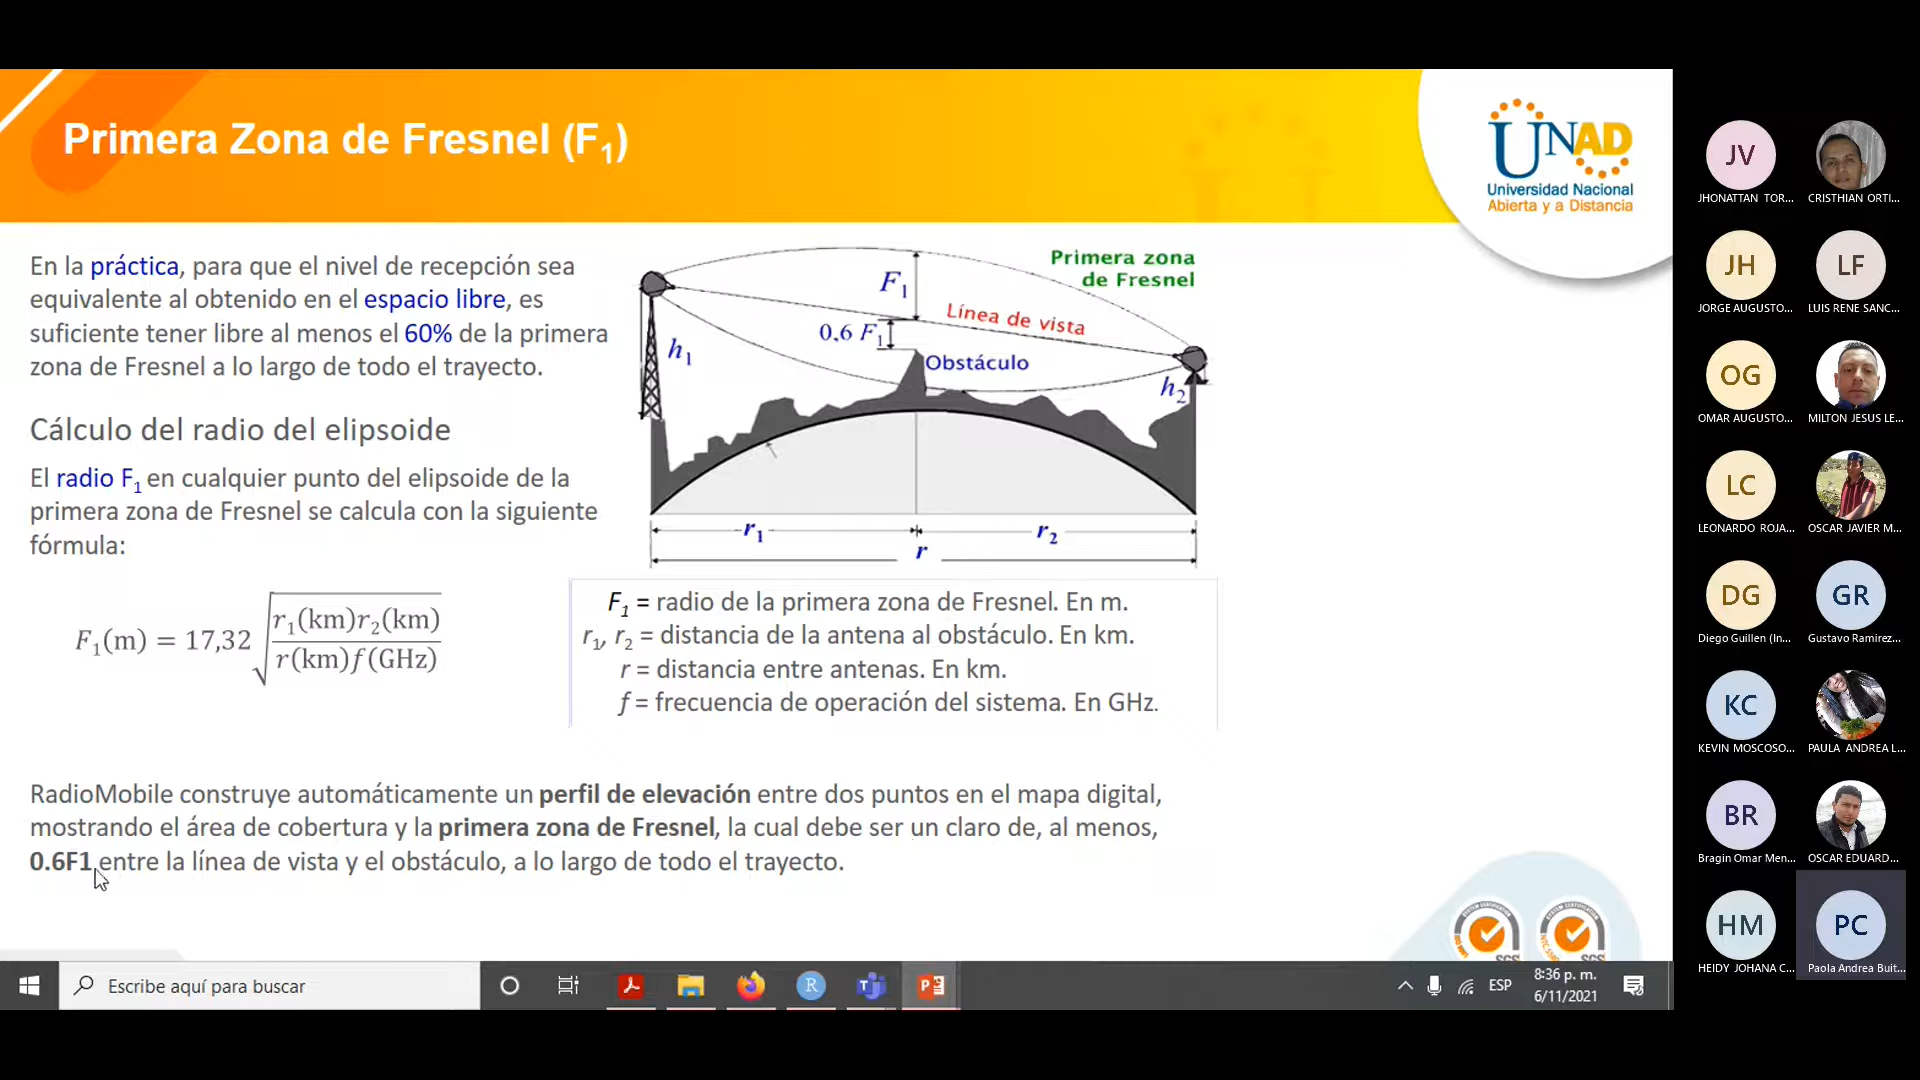 Primera Zona de Fresnel (F1)
UNAD
Universidad Nacional
Abierta y a Distancia
En la práctica, para que el nivel de recepción sea
equivalente al obtenido en el espacio libre, es
suficiente tener libre al menos el 60% de la primera
zona de Fresnel a lo largo de todo el trayecto.
Cálculo del radio del elipsoide
El radio F1 en cualquier punto del elipsoide de la
primera zona de Fresnel se calcula con la siguiente
fórmula:
F1(m) = 17,32 √(r1(km)r2(km) / r(km)f(GHz))
Primera zona
de Fresnel
F1
Línea de vista
0,6 F1
h1
Obstáculo
h2
r1
r2
r
F1 = radio de la primera zona de Fresnel. En m.
r1, r2 = distancia de la antena al obstáculo. En km.
r = distancia entre antenas. En km.
f = frecuencia de operación del sistema. En GHz.
RadioMobile construye automáticamente un perfil de elevación entre dos puntos en el mapa digital,
mostrando el área de cobertura y la primera zona de Fresnel, la cual debe ser un claro de, al menos,
0.6F1 entre la línea de vista y el obstáculo, a lo largo de todo el trayecto.
Escribe aquí para buscar
R
ESP
8:36 p. m.
6/11/2021
JV
JHONATTAN TOR...
CRISTHIAN ORTI...
JH
JORGE AUGUSTO...
LF
LUIS RENE SANC...
OG
OMAR AUGUSTO...
MILTON JESUS LE...
LC
LEONARDO ROJA...
OSCAR JAVIER M...
DG
Diego Guillen (In...
GR
Gustavo Ramirez...
KC
KEVIN MOSCOSO...
PAULA ANDREA L...
BR
Bragin Omar Men...
OSCAR EDUARD...
HM
HEIDY JOHANA C...
PC
Paola Andrea Buit...